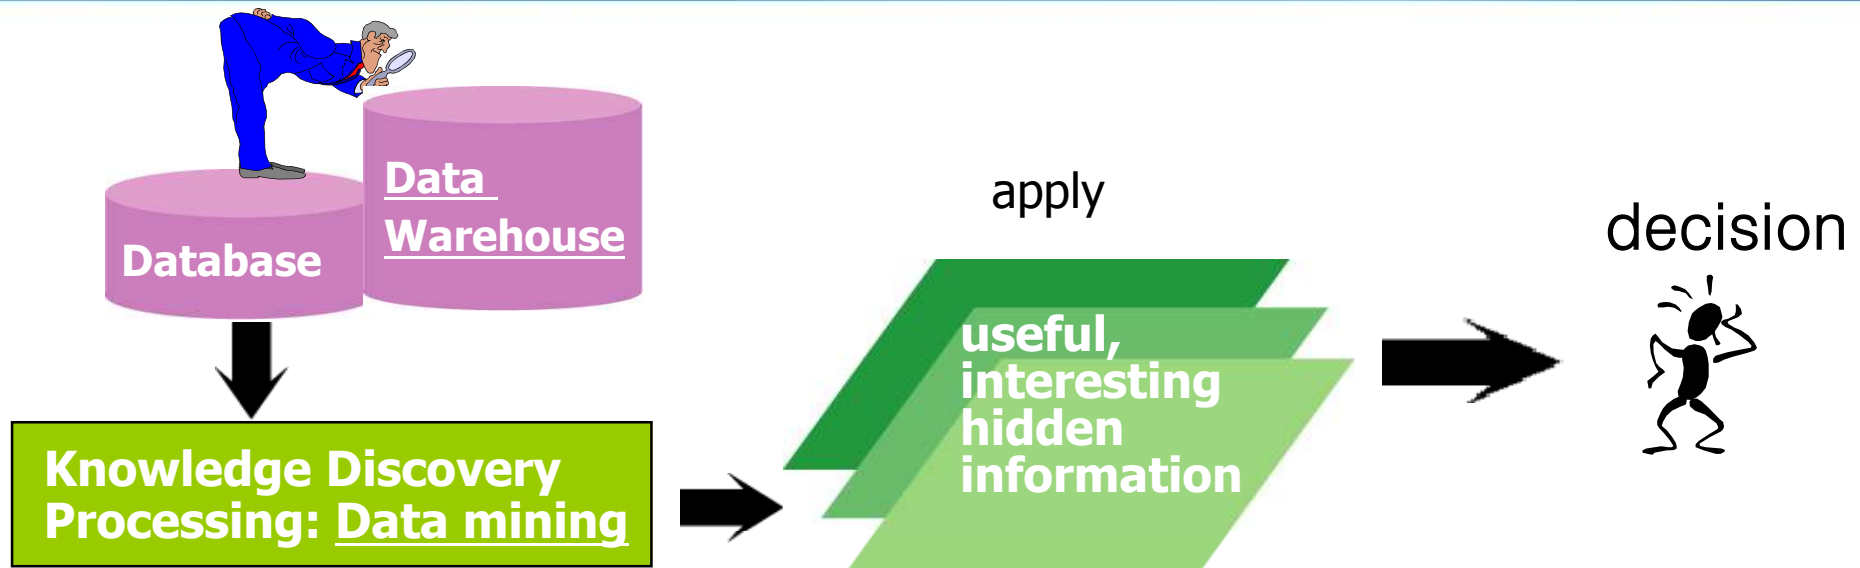 Database
Data
Warehouse
Knowledge Discovery
Processing: Data mining
apply
useful,
interesting
hidden
information
decision